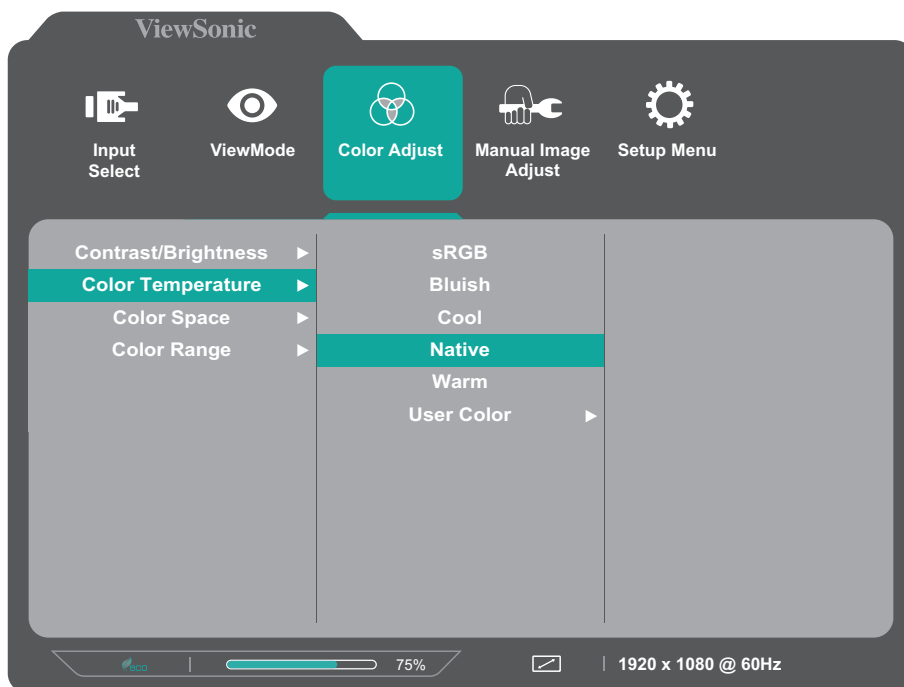 ViewSonic
Input
Select
ViewMode
Color Adjust
Manual Image
Adjust
Setup Menu
Contrast/Brightness
Color Temperature
Color Space
Color Range
sRGB
Bluish
Cool
Native
Warm
User Color
eco
75%
1920 x 1080 @ 60Hz